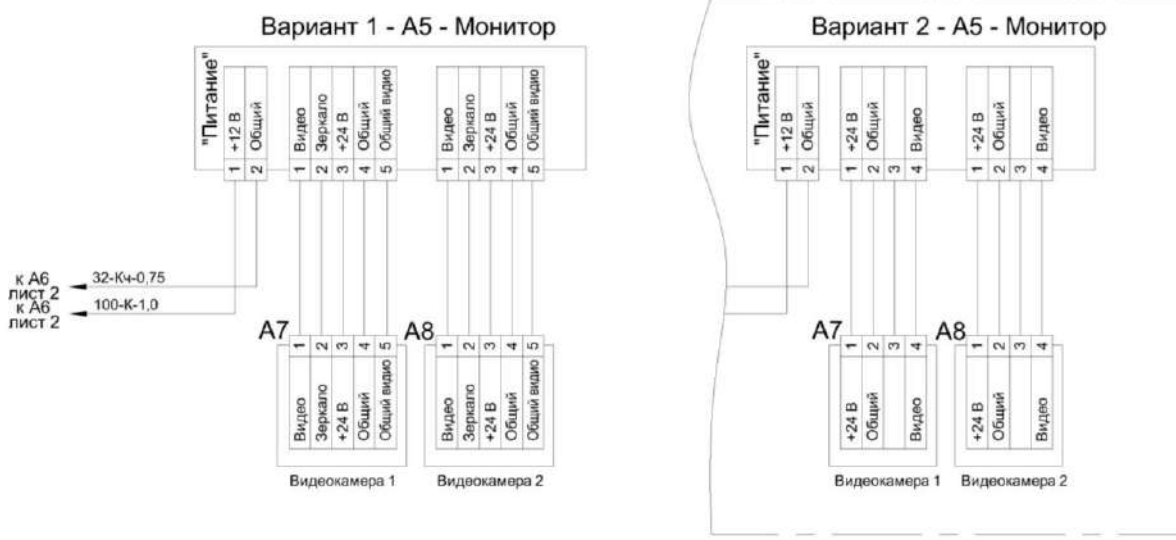 Вариант 1 - А5 - Монитор
"Питание"
1 +12 В
2 Общий
1 Видео
2 Зеркало
3 +24 В
4 Общий
5 Общий видио
1 Видео
2 Зеркало
3 +24 В
4 Общий
5 Общий видио
к А6
лист 2
32-Кч-0,75
к А6
лист 2
100-К-1,0
А7
1 Видео
2 Зеркало
3 +24 В
4 Общий
5 Общий видио
Видеокамера 1
А8
1 Видео
2 Зеркало
3 +24 В
4 Общий
5 Общий видио
Видеокамера 2
Вариант 2 - А5 - Монитор
"Питание"
1 +12 В
2 Общий
1 +24 В
2 Общий
3
4 Видео
1 +24 В
2 Общий
3
4 Видео
А7
1 +24 В
2 Общий
3
4 Видео
Видеокамера 1
А8
1 +24 В
2 Общий
3
4 Видео
Видеокамера 2